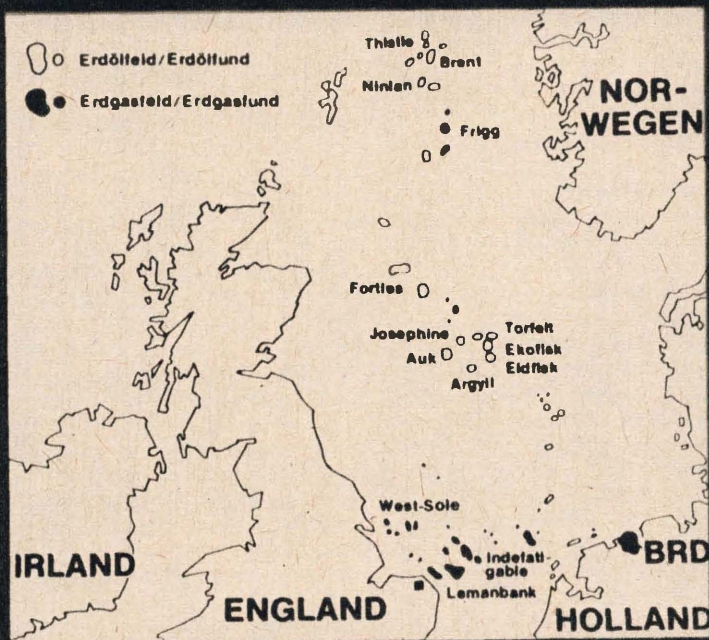 Erdölfeld/Erdölfund
Erdgasfeld/Erdgasfund
Thistle
Brent
Ninian
Frigg
NOR-
WEGEN
Forties
Josephine
Torfelt
Auk
Ekofisk
Eldfisk
Argyll
West-Sole
Indefati-
gable
Lemanbank
IRLAND
ENGLAND
BRD
HOLLAND